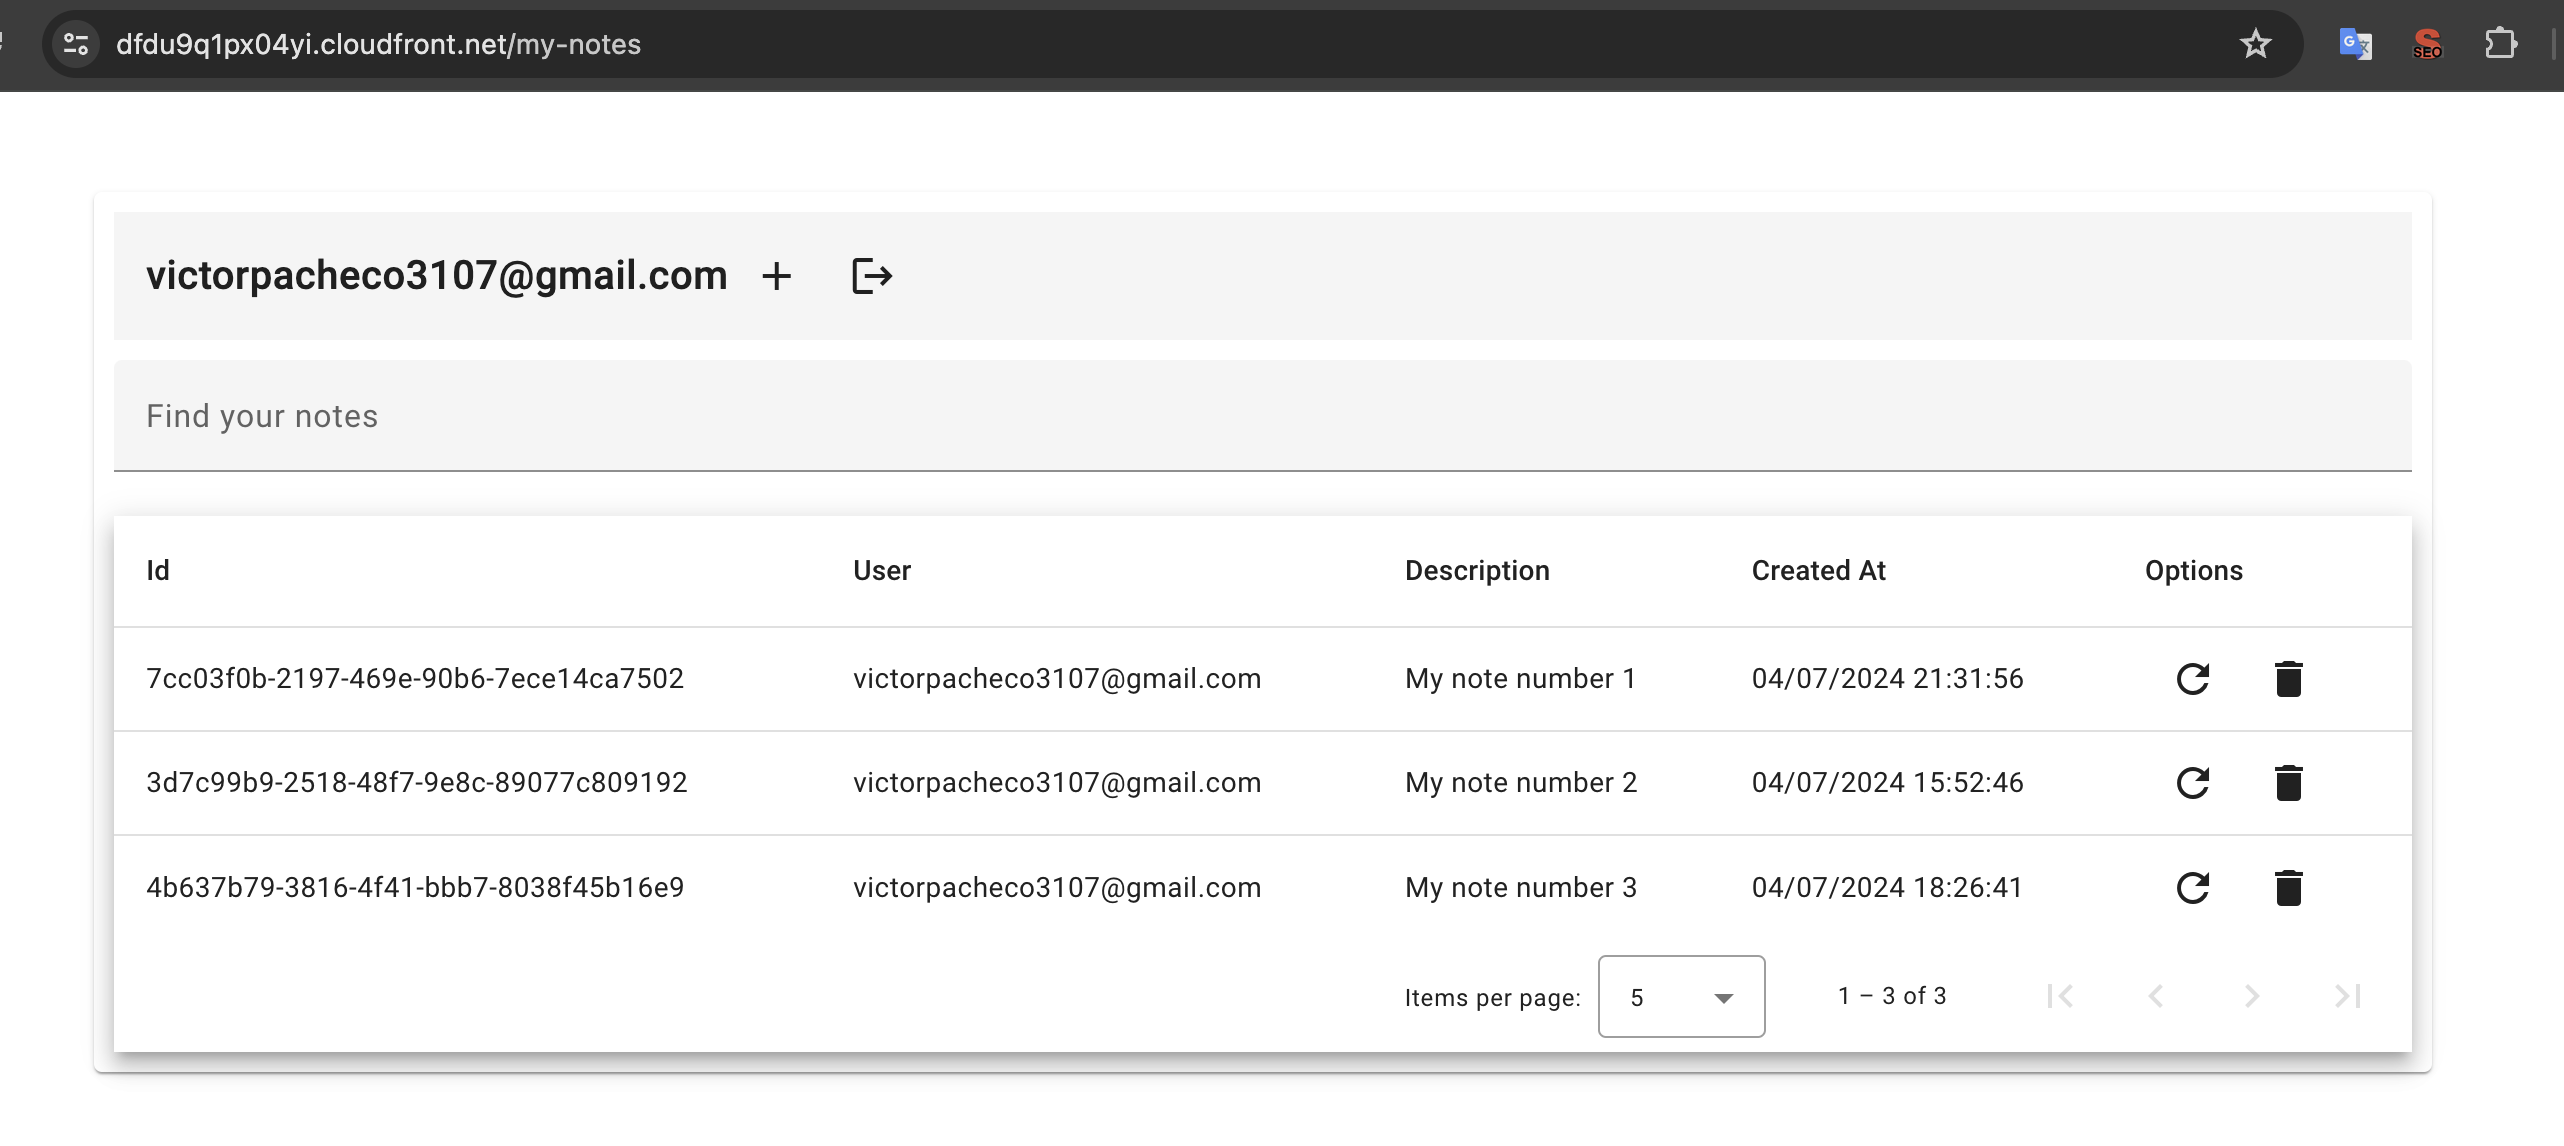 dfdu9q1px04yi.cloudfront.net/my-notes
SEO
victorpacheco3107@gmail.com
Find your notes
Id User Description Created At Options
7cc03f0b-2197-469e-90b6-7ece14ca7502 victorpacheco3107@gmail.com My note number 1 04/07/2024 21:31:56
3d7c99b9-2518-48f7-9e8c-89077c809192 victorpacheco3107@gmail.com My note number 2 04/07/2024 15:52:46
4b637b79-3816-4f41-bbb7-8038f45b16e9 victorpacheco3107@gmail.com My note number 3 04/07/2024 18:26:41
Items per page: 5 1 – 3 of 3